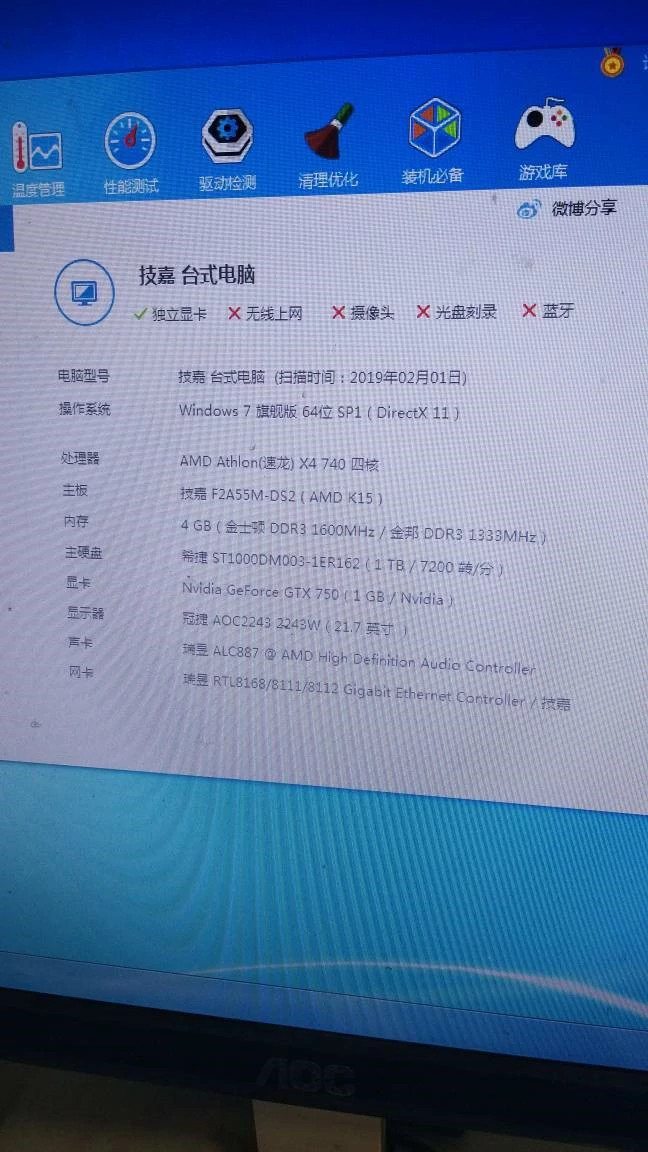 温度管理 性能测试 驱动检测 清理优化 装机必备 游戏库
微博分享
技嘉 台式电脑
独立显卡 无线上网 摄像头 光盘刻录 蓝牙
电脑型号 技嘉 台式电脑 (扫描时间：2019年02月01日)
操作系统 Windows 7 旗舰版 64位 SP1 ( DirectX 11 )
处理器 AMD Athlon(速龙) X4 740 四核
主板 技嘉 F2A55M-DS2 ( AMD K15 )
内存 4 GB ( 金士顿 DDR3 1600MHz / 金邦 DDR3 1333MHz )
主硬盘 希捷 ST1000DM003-1ER162 ( 1 TB / 7200 转/分 )
显卡 Nvidia GeForce GTX 750 ( 1 GB / Nvidia )
显示器 冠捷 AOC2243 2243W ( 21.7 英寸 )
声卡 瑞昱 ALC887 @ AMD High Definition Audio Controller
网卡 瑞昱 RTL8168/8111/8112 Gigabit Ethernet Controller / 技嘉
AOC